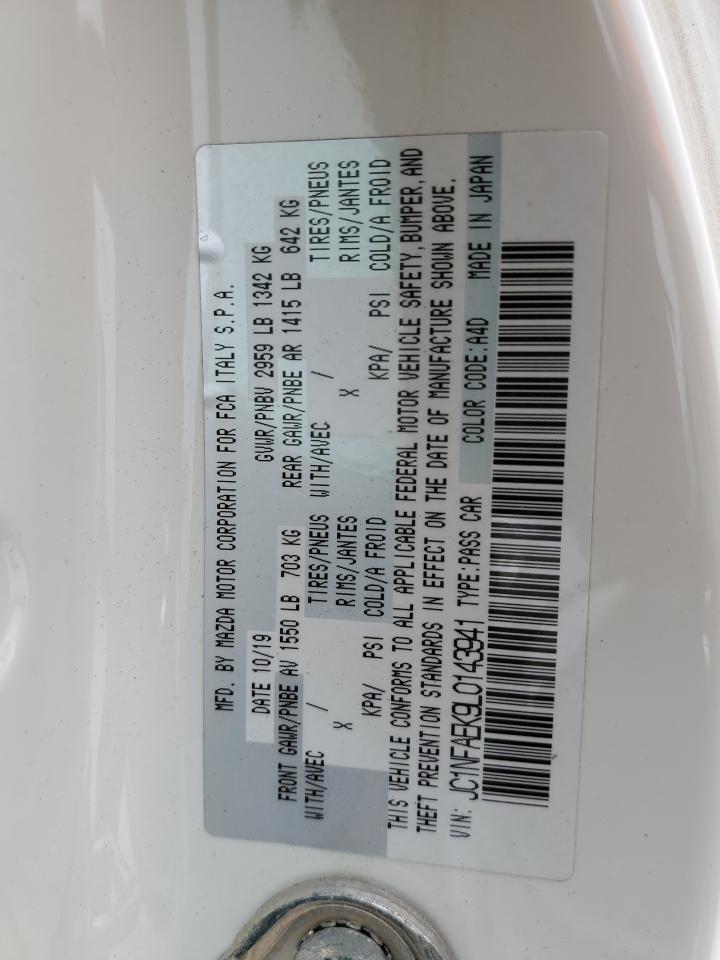 MFD. BY MAZDA MOTOR CORPORATION FOR FCA ITALY S.P.A.
DATE 10/19 GVWR/PNBV 2959 LB 1342 KG
FRONT GAWR/PNBE AV 1550 LB 703 KG REAR GAWR/PNBE AR 1415 LB 642 KG
WITH/AVEC / TIRES/PNEUS WITH/AVEC / TIRES/PNEUS
X RIMS/JANTES X RIMS/JANTES
KPA/ PSI COLD/A FROID KPA/ PSI COLD/A FROID
THIS VEHICLE CONFORMS TO ALL APPLICABLE FEDERAL MOTOR VEHICLE SAFETY, BUMPER, AND
THEFT PREVENTION STANDARDS IN EFFECT ON THE DATE OF MANUFACTURE SHOWN ABOVE.
VIN: JC1NFAEK9L0143941 TYPE:PASS CAR COLOR CODE:A4D MADE IN JAPAN